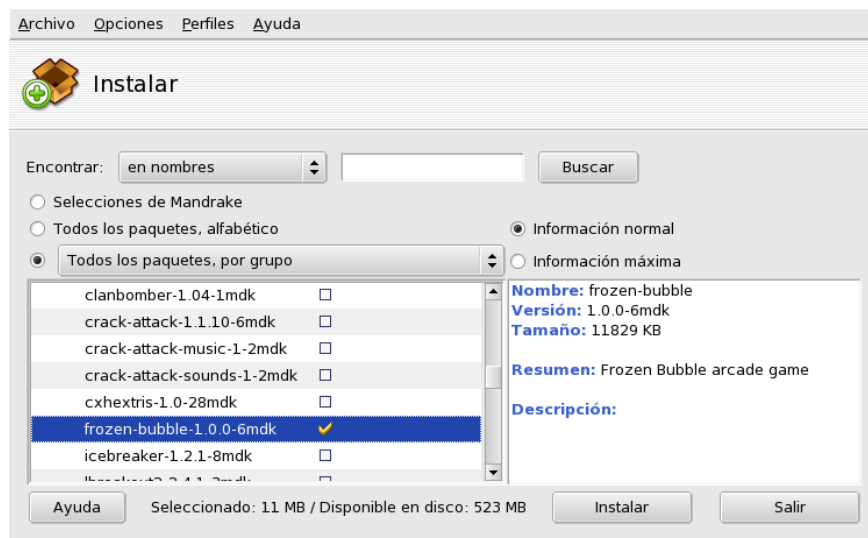 Archivo Opciones Perfiles Ayuda
Instalar
Encontrar: en nombres Buscar
Selecciones de Mandrake
Todos los paquetes, alfabético
Todos los paquetes, por grupo
Información normal
Información máxima
clanbomber-1.04-1mdk
crack-attack-1.1.10-6mdk
crack-attack-music-1-2mdk
crack-attack-sounds-1-2mdk
cxhextris-1.0-28mdk
frozen-bubble-1.0.0-6mdk
icebreaker-1.2.1-8mdk
Nombre: frozen-bubble
Versión: 1.0.0-6mdk
Tamaño: 11829 KB
Resumen: Frozen Bubble arcade game
Descripción:
Ayuda Seleccionado: 11 MB / Disponible en disco: 523 MB Instalar Salir